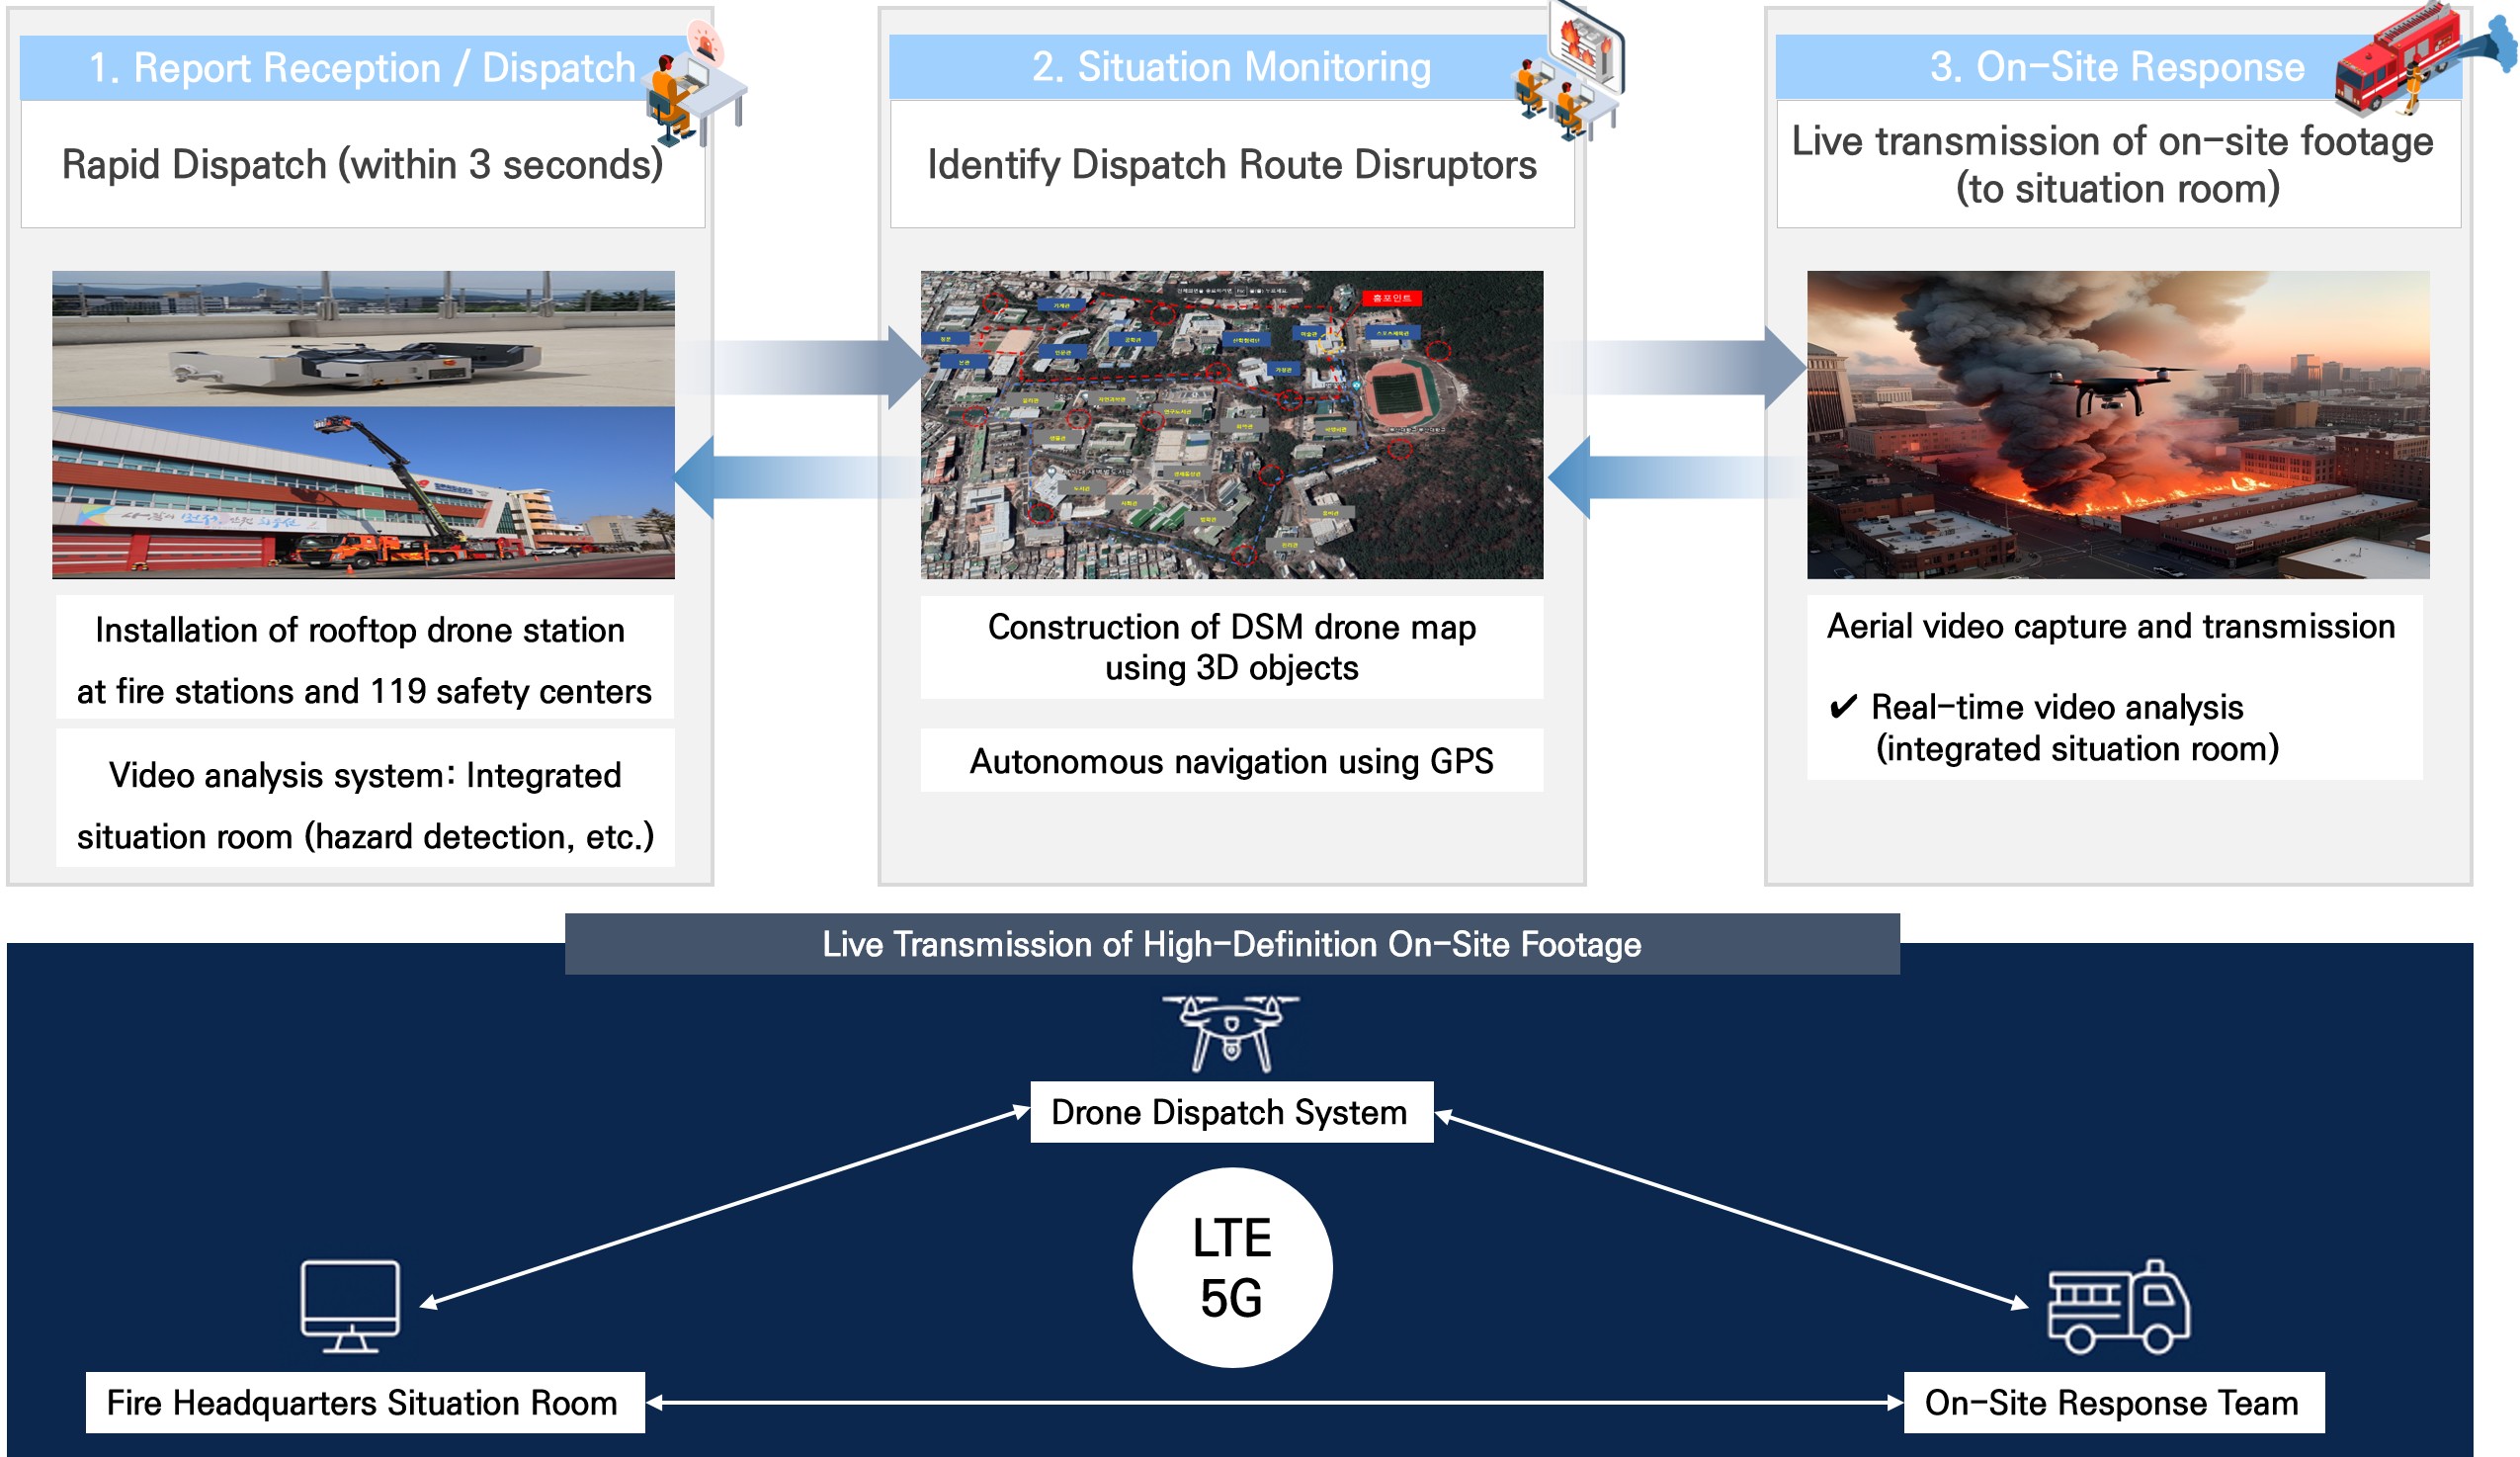 1. Report Reception / Dispatch
Rapid Dispatch (within 3 seconds)
Installation of rooftop drone station
at fire stations and 119 safety centers
Video analysis system: Integrated
situation room (hazard detection, etc.)
2. Situation Monitoring
Identify Dispatch Route Disruptors
홈포인트
Construction of DSM drone map
using 3D objects
Autonomous navigation using GPS
3. On-Site Response
Live transmission of on-site footage
(to situation room)
Aerial video capture and transmission
✔ Real-time video analysis
(integrated situation room)
Live Transmission of High-Definition On-Site Footage
Drone Dispatch System
LTE
5G
Fire Headquarters Situation Room
On-Site Response Team